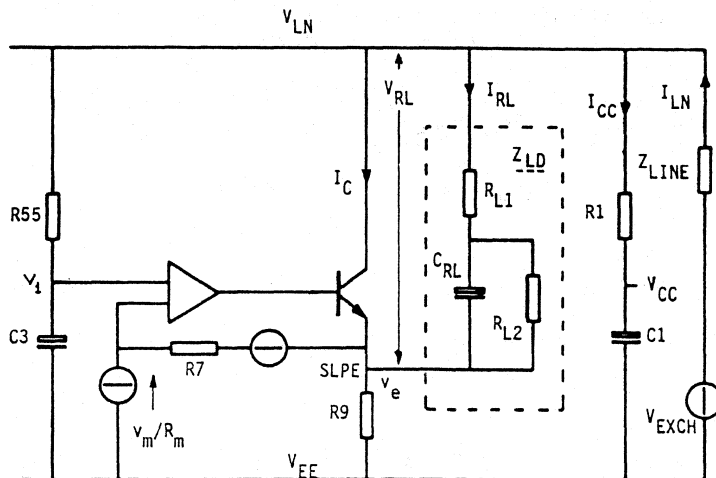 V_LN
V_RL
I_RL
I_CC
I_LN
Z_LD
Z_LINE
R55
I_C
R_L1
R1
v_1
C_RL
V_CC
C3
R7
R_L2
C1
SLPE
v_e
v_m/R_m
R9
V_EXCH
V_EE